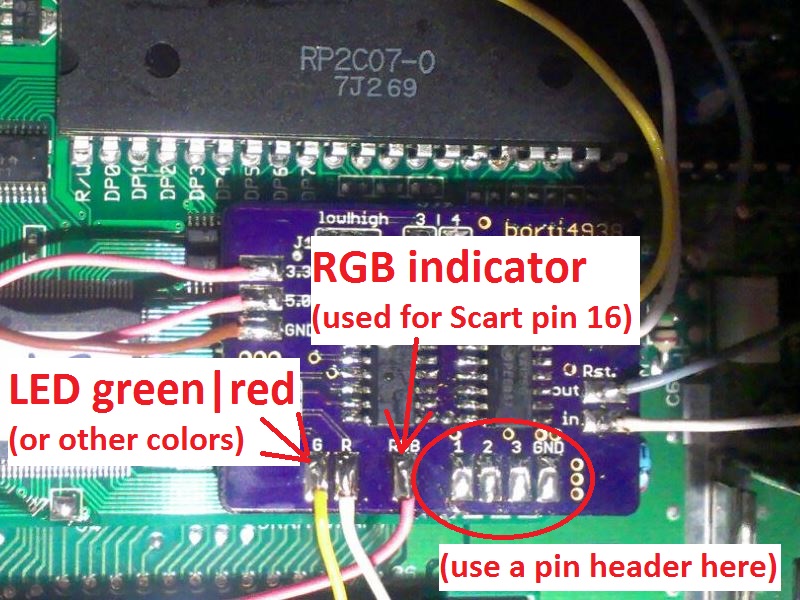 RP2C07-0
7J269
R/W DP0 DP1 DP2 DP3 DP4 DP5 DP6 DP7
low|high 3 | 4
borti4938
J1
3.3
5.0
GND
RGB indicator
(used for Scart pin 16)
LED green|red
(or other colors)
Rst.
out
in
G R RGB 1 2 3 GND
(use a pin header here)